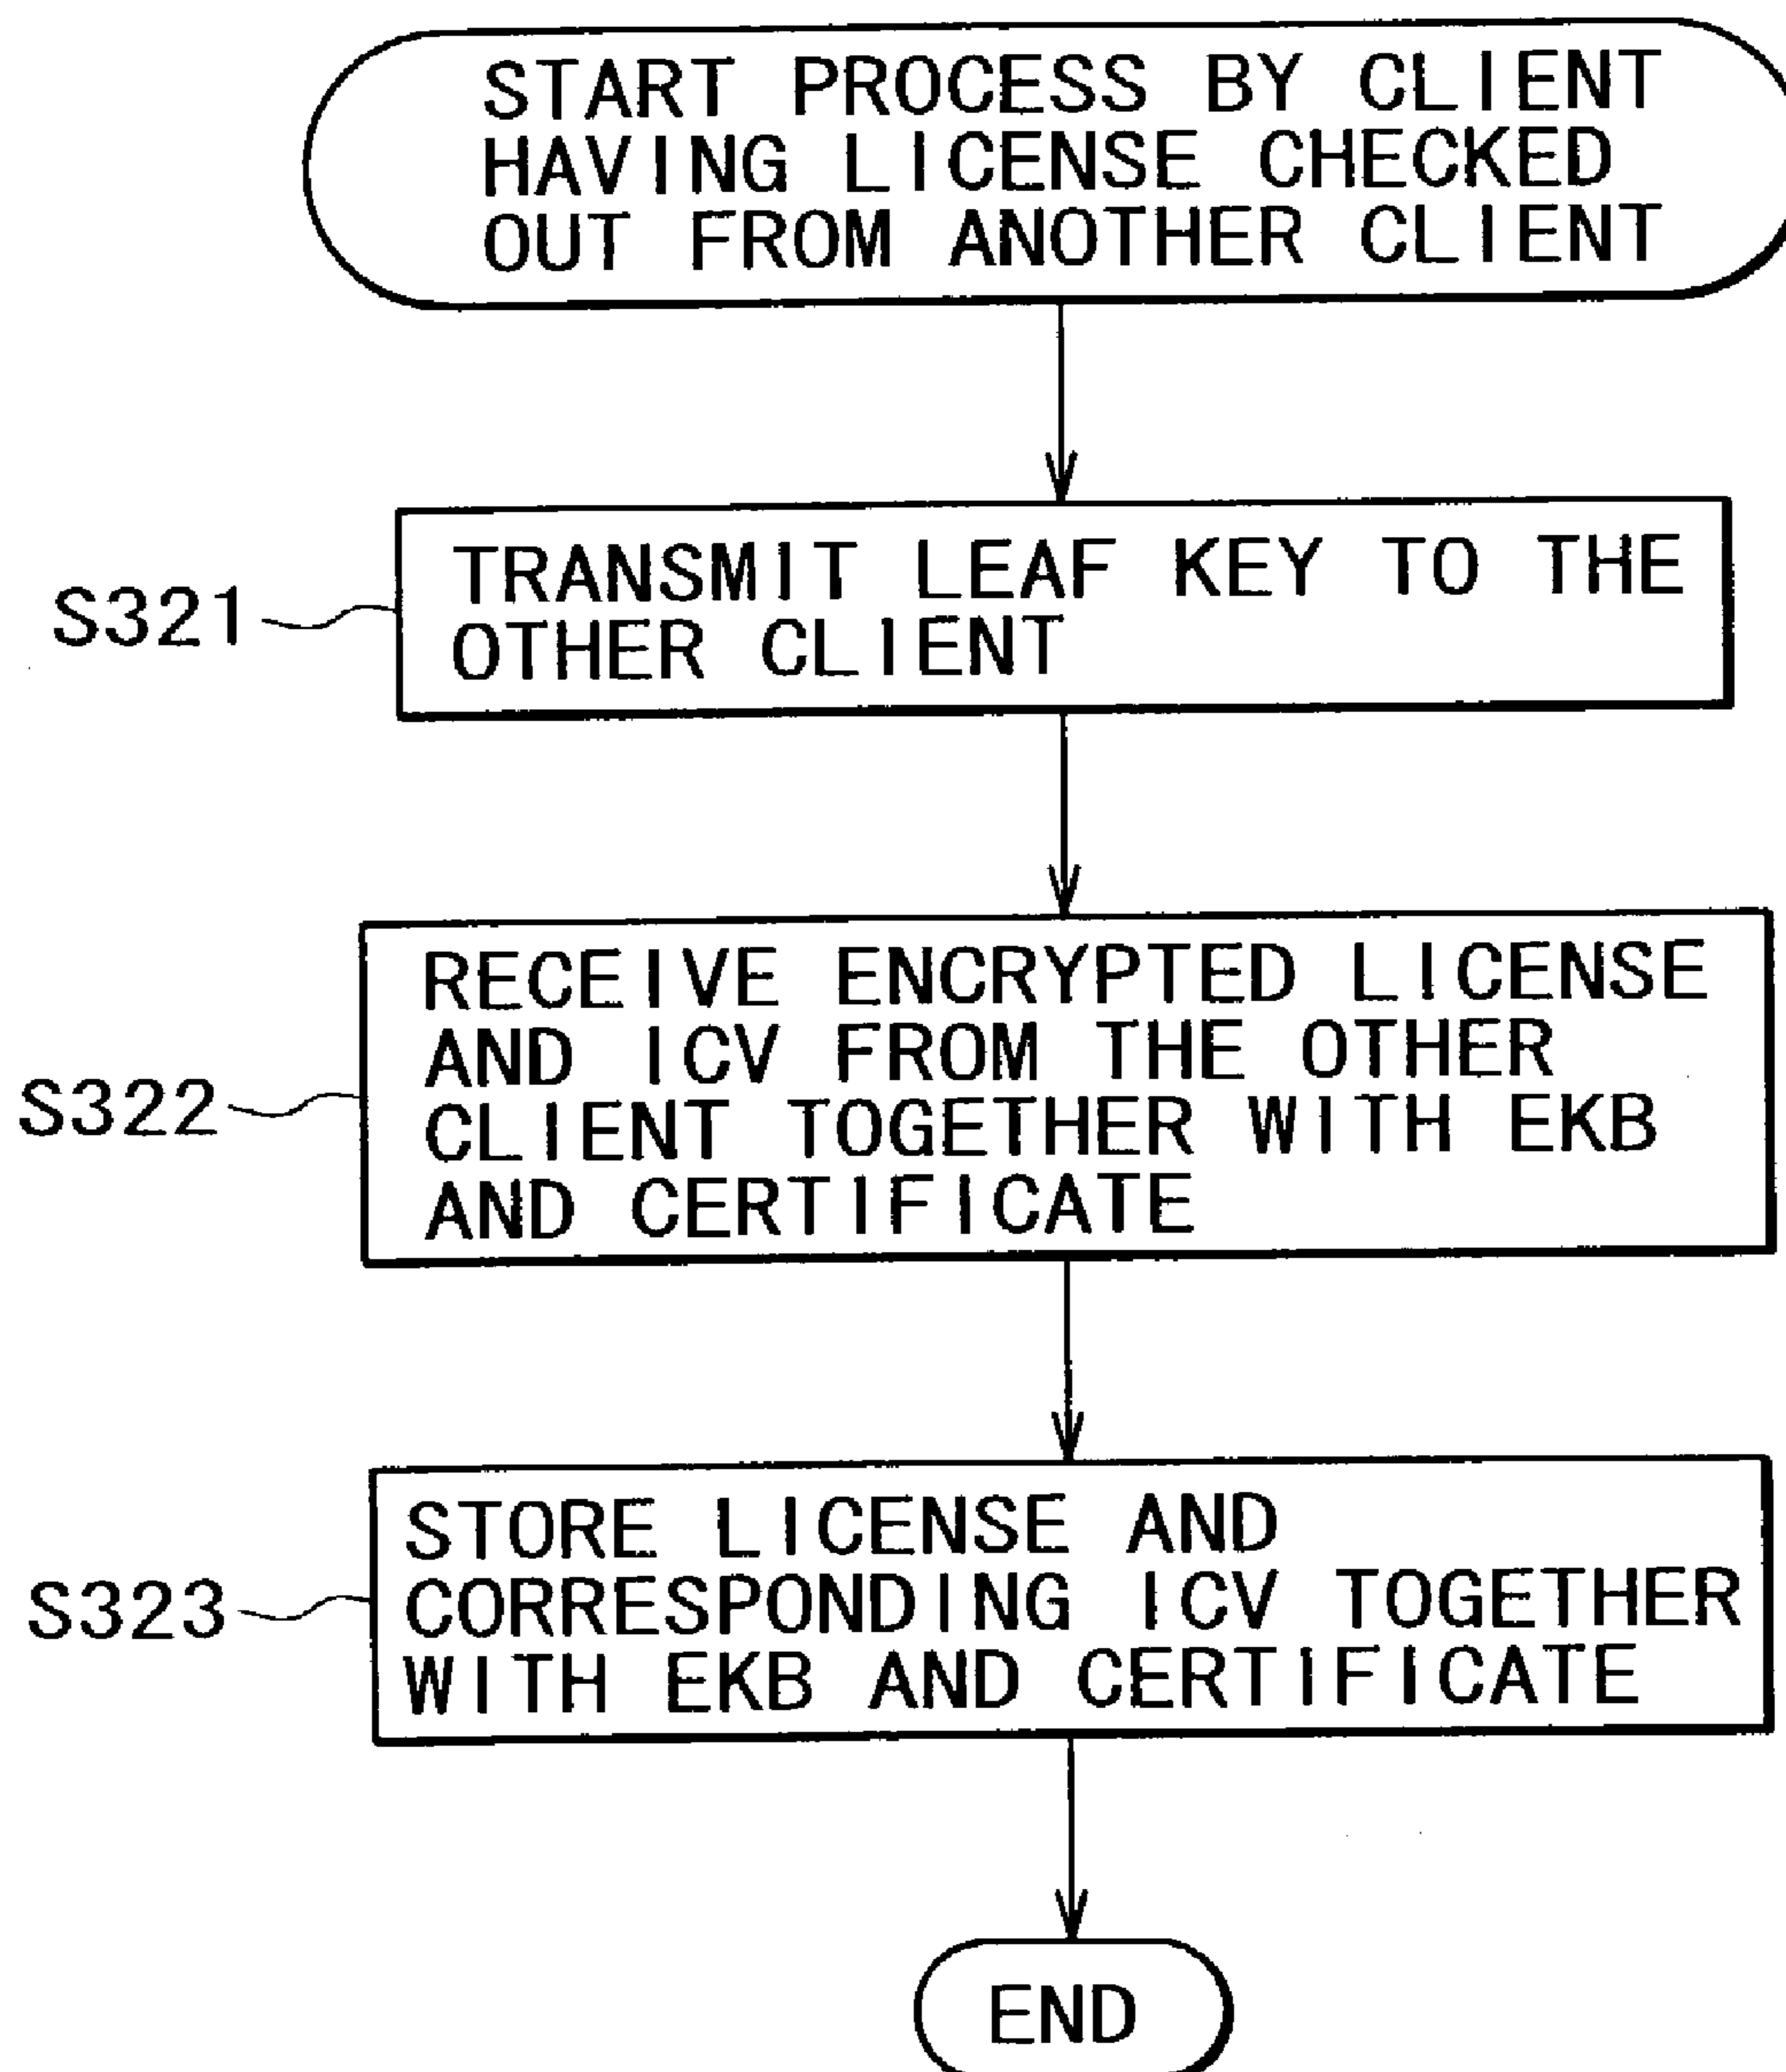 START PROCESS BY CLIENT
HAVING LICENSE CHECKED
OUT FROM ANOTHER CLIENT
S321
TRANSMIT LEAF KEY TO THE
OTHER CLIENT
S322
RECEIVE ENCRYPTED LICENSE
AND ICV FROM THE OTHER
CLIENT TOGETHER WITH EKB
AND CERTIFICATE
S323
STORE LICENSE AND
CORRESPONDING ICV TOGETHER
WITH EKB AND CERTIFICATE
END